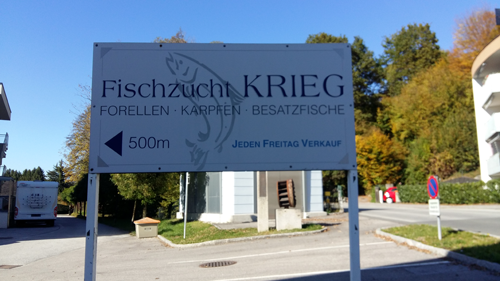 Fischzucht KRIEG
FORELLEN · KARPFEN · BESATZFISCHE
500m
JEDEN FREITAG VERKAUF